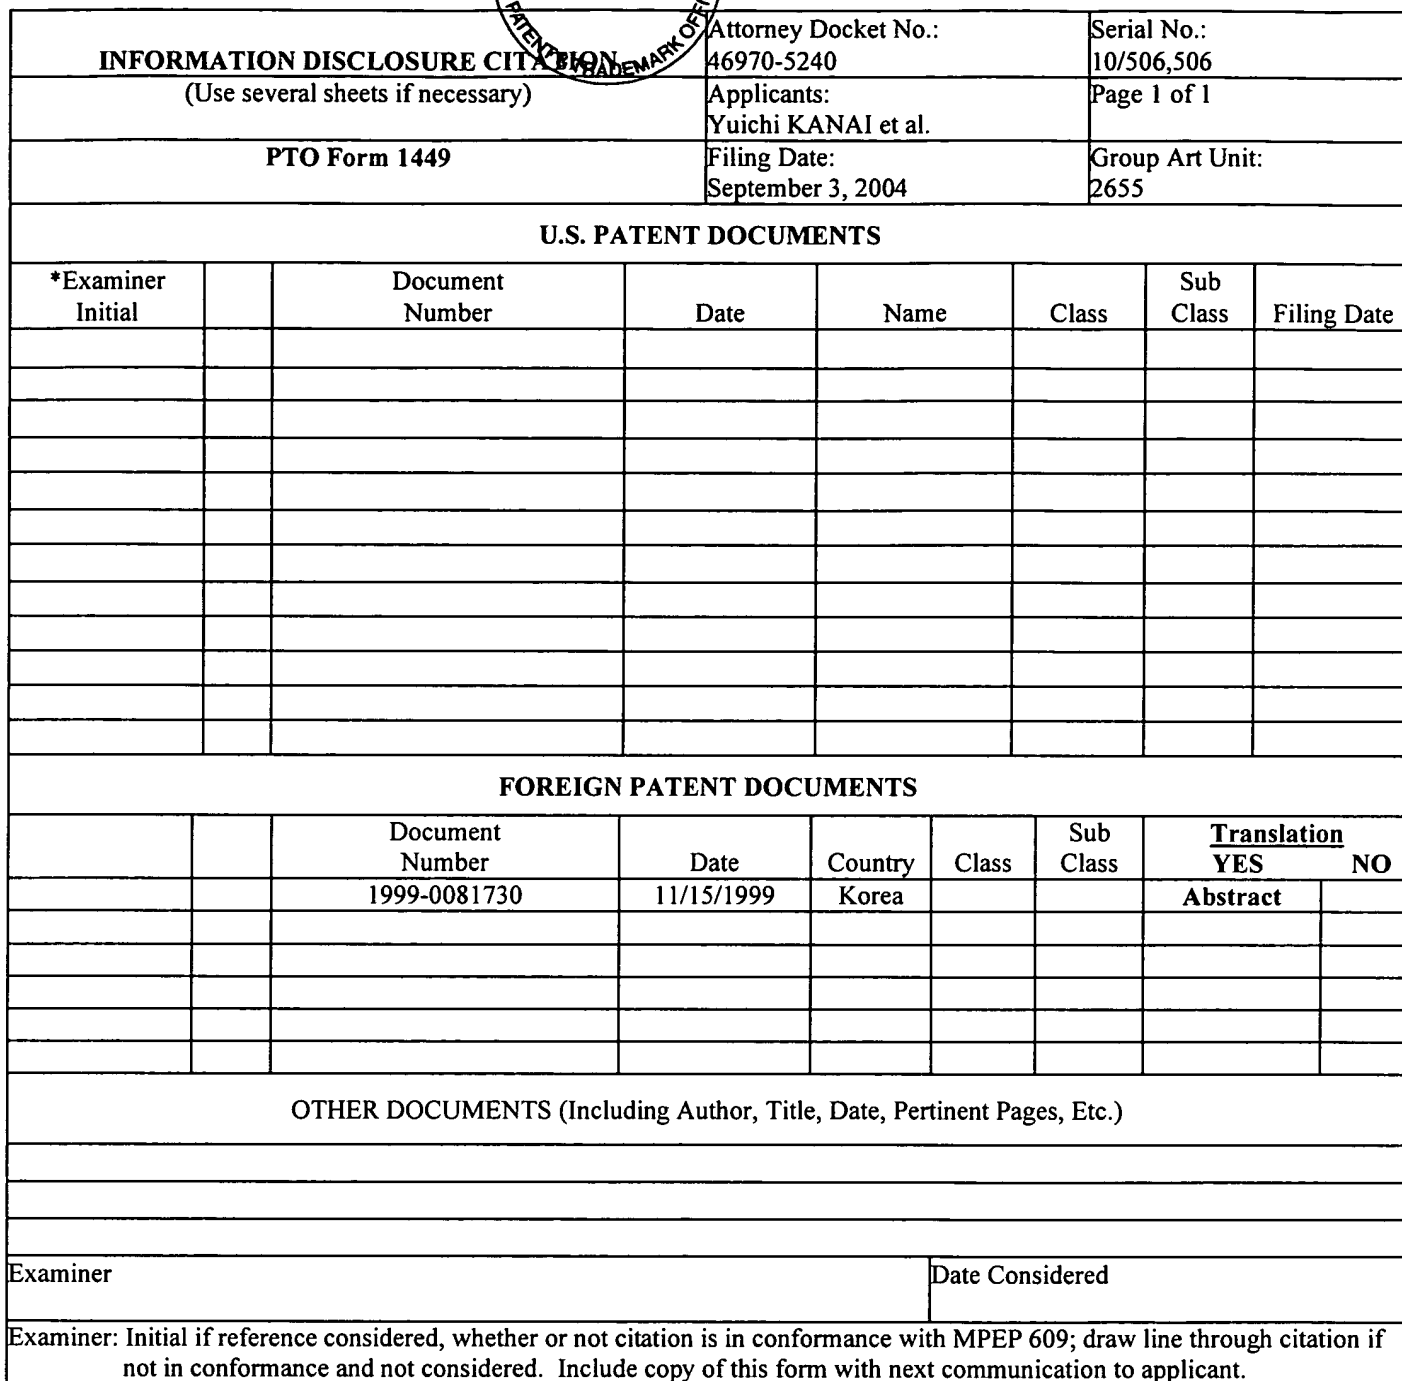 PATENT & TRADEMARK
INFORMATION DISCLOSURE CITATION
(Use several sheets if necessary)
PTO Form 1449
Attorney Docket No.:
46970-5240
Serial No.:
10/506,506
Applicants:
Yuichi KANAI et al.
Page 1 of 1
Filing Date:
September 3, 2004
Group Art Unit:
2655
U.S. PATENT DOCUMENTS
*Examiner Initial
Document Number
Date
Name
Class
Sub Class
Filing Date
FOREIGN PATENT DOCUMENTS
Document Number
Date
Country
Class
Sub Class
Translation
YES NO
1999-0081730 11/15/1999 Korea Abstract
OTHER DOCUMENTS (Including Author, Title, Date, Pertinent Pages, Etc.)
Examiner
Date Considered
Examiner: Initial if reference considered, whether or not citation is in conformance with MPEP 609; draw line through citation if
not in conformance and not considered. Include copy of this form with next communication to applicant.